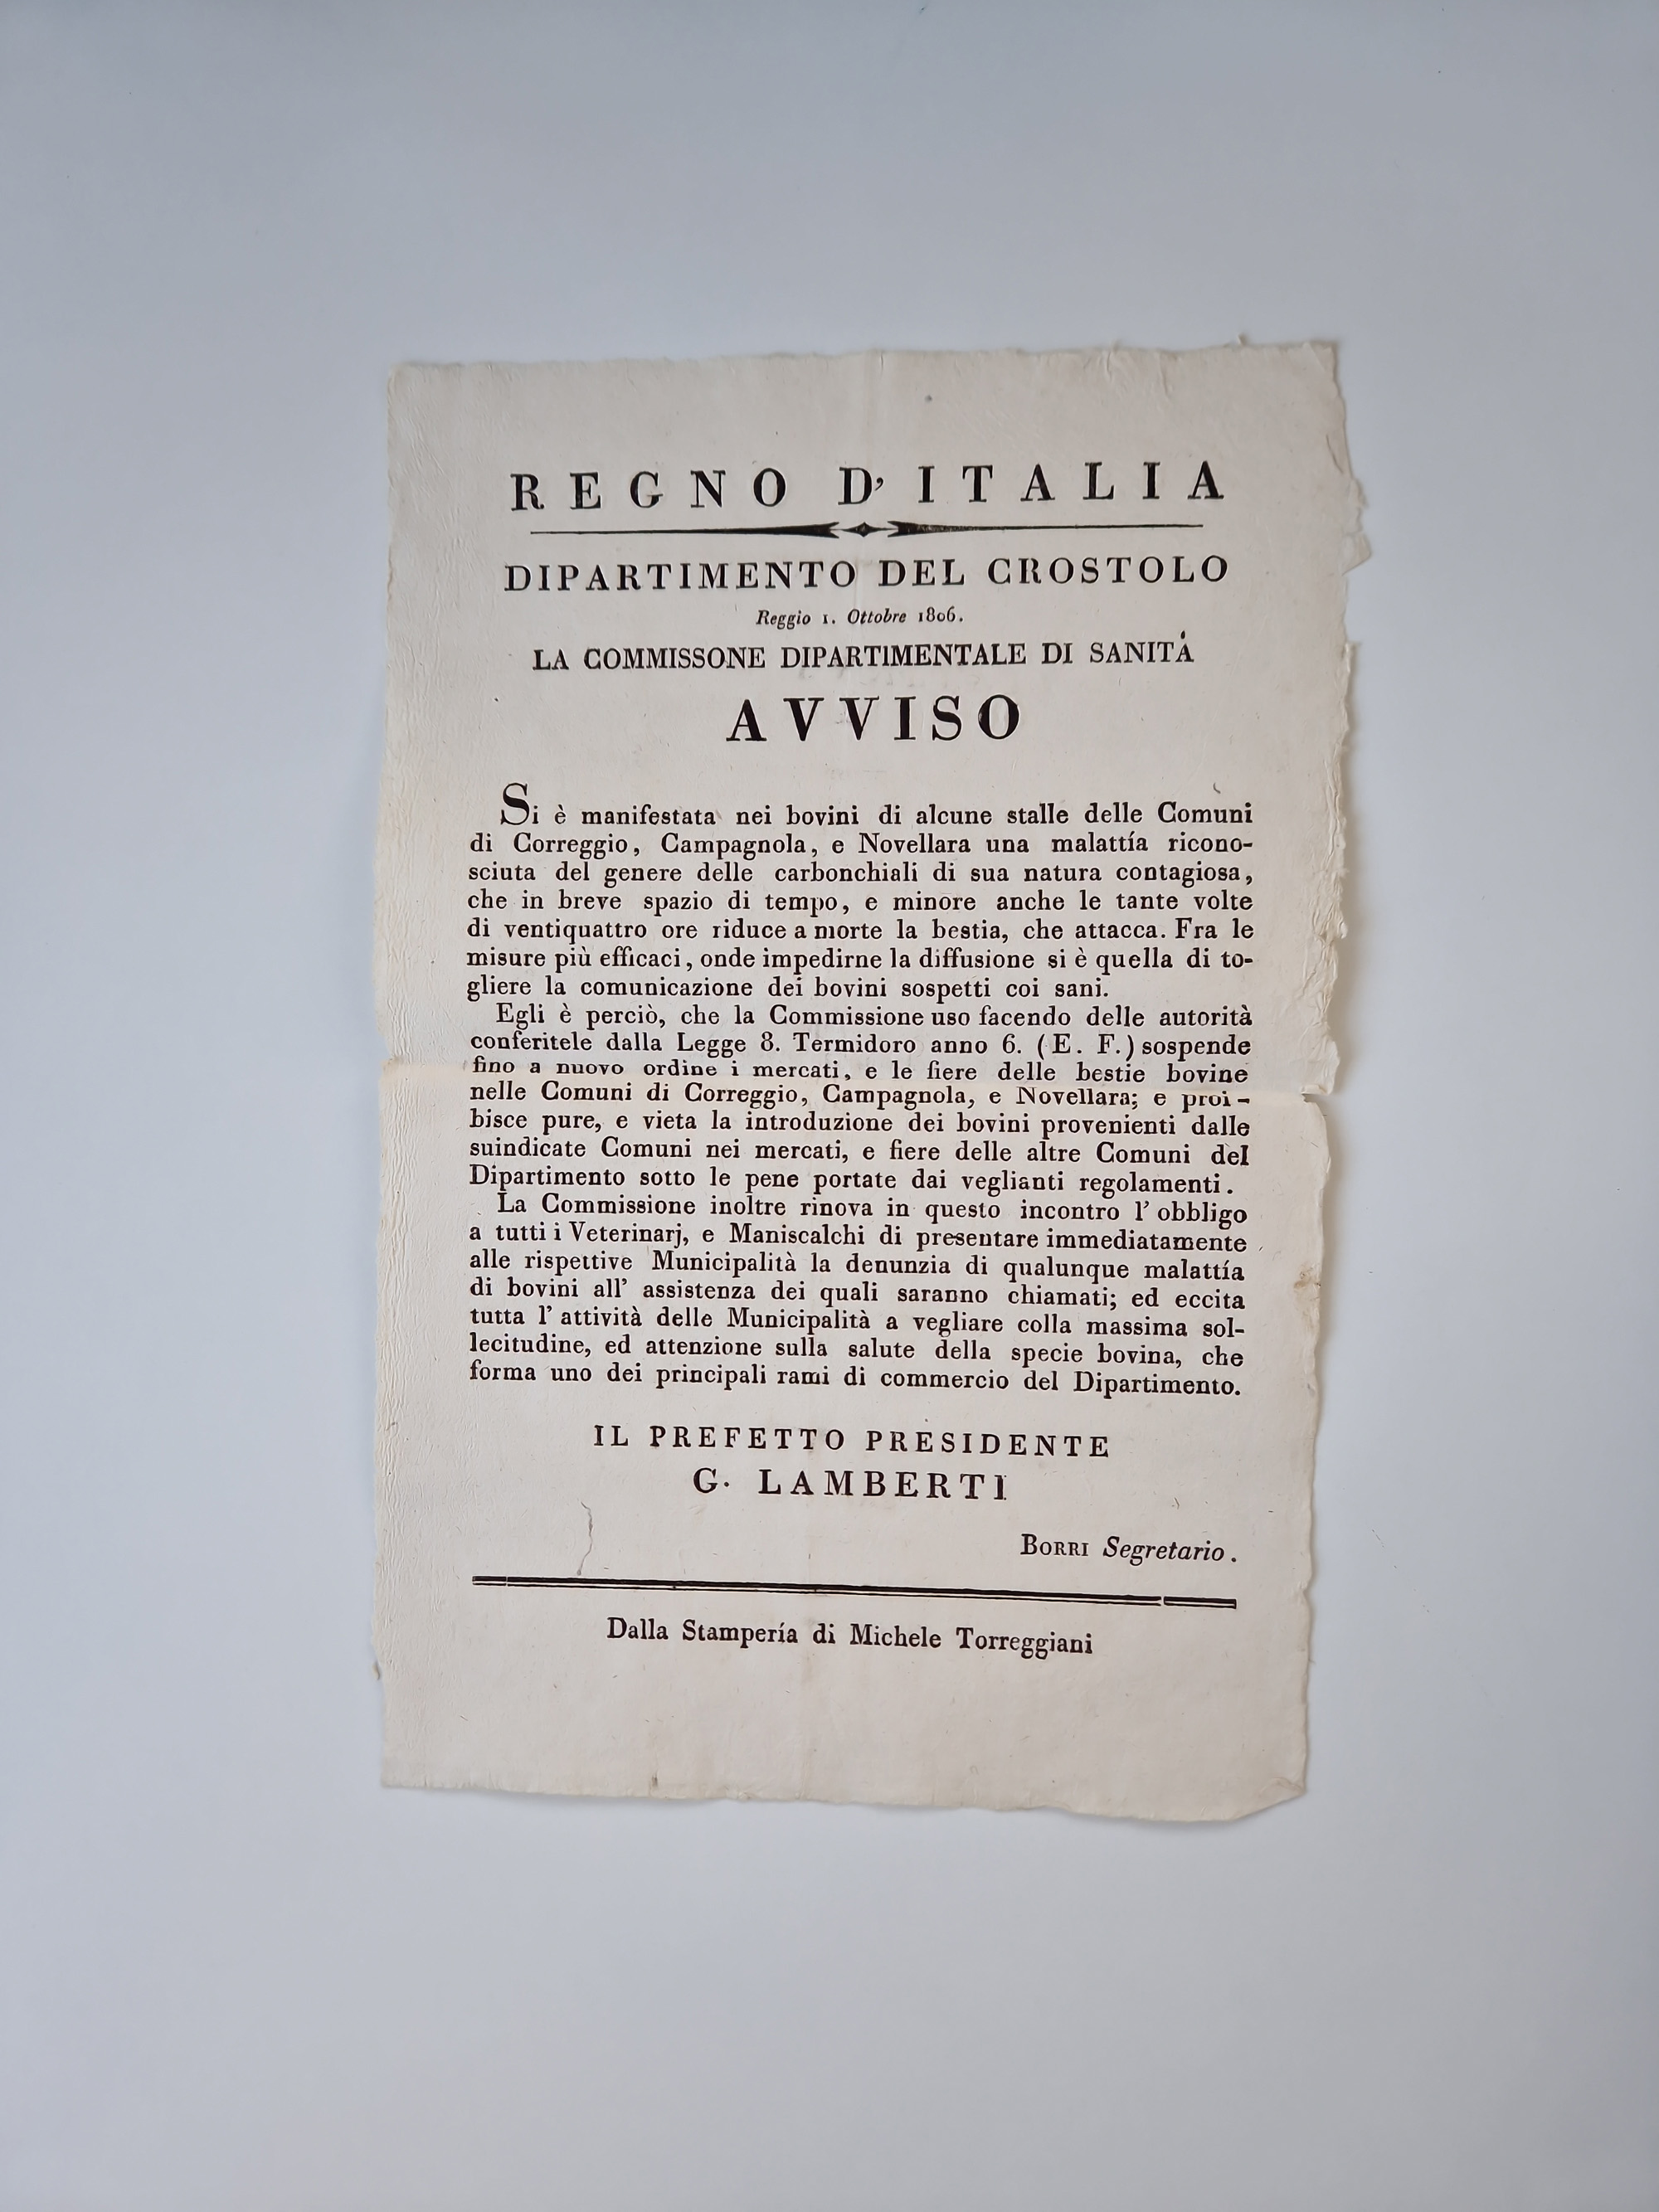 REGNO D'ITALIA
DIPARTIMENTO DEL CROSTOLO
Reggio 1. Ottobre 1806.
LA COMMISSONE DIPARTIMENTALE DI SANITÁ
AVVISO
Si è manifestata nei bovini di alcune stalle delle Comuni
di Correggio, Campagnola, e Novellara una malattía ricono-
sciuta del genere delle carbonchiali di sua natura contagiosa,
che in breve spazio di tempo, e minore anche le tante volte
di ventiquattro ore riduce a morte la bestia, che attacca. Fra le
misure più efficaci, onde impedirne la diffusione si è quella di to-
gliere la comunicazione dei bovini sospetti coi sani.
Egli è perciò, che la Commissione uso facendo delle autorità
conferitele dalla Legge 8. Termidoro anno 6. (E. F.) sospende
fino a nuovo ordine i mercati, e le fiere delle bestie bovine
nelle Comuni di Correggio, Campagnola, e Novellara; e proi-
bisce pure, e vieta la introduzione dei bovini provenienti dalle
suindicate Comuni nei mercati, e fiere delle altre Comuni del
Dipartimento sotto le pene portate dai veglianti regolamenti.
La Commissione inoltre rinova in questo incontro l' obbligo
a tutti i Veterinarj, e Maniscalchi di presentare immediatamente
alle rispettive Municipalità la denunzia di qualunque malattía
di bovini all' assistenza dei quali saranno chiamati; ed eccita
tutta l' attività delle Municipalità a vegliare colla massima sol-
lecitudine, ed attenzione sulla salute della specie bovina, che
forma uno dei principali rami di commercio del Dipartimento.
IL PREFETTO PRESIDENTE
G. LAMBERTI
BORRI Segretario.
Dalla Stampería di Michele Torreggiani